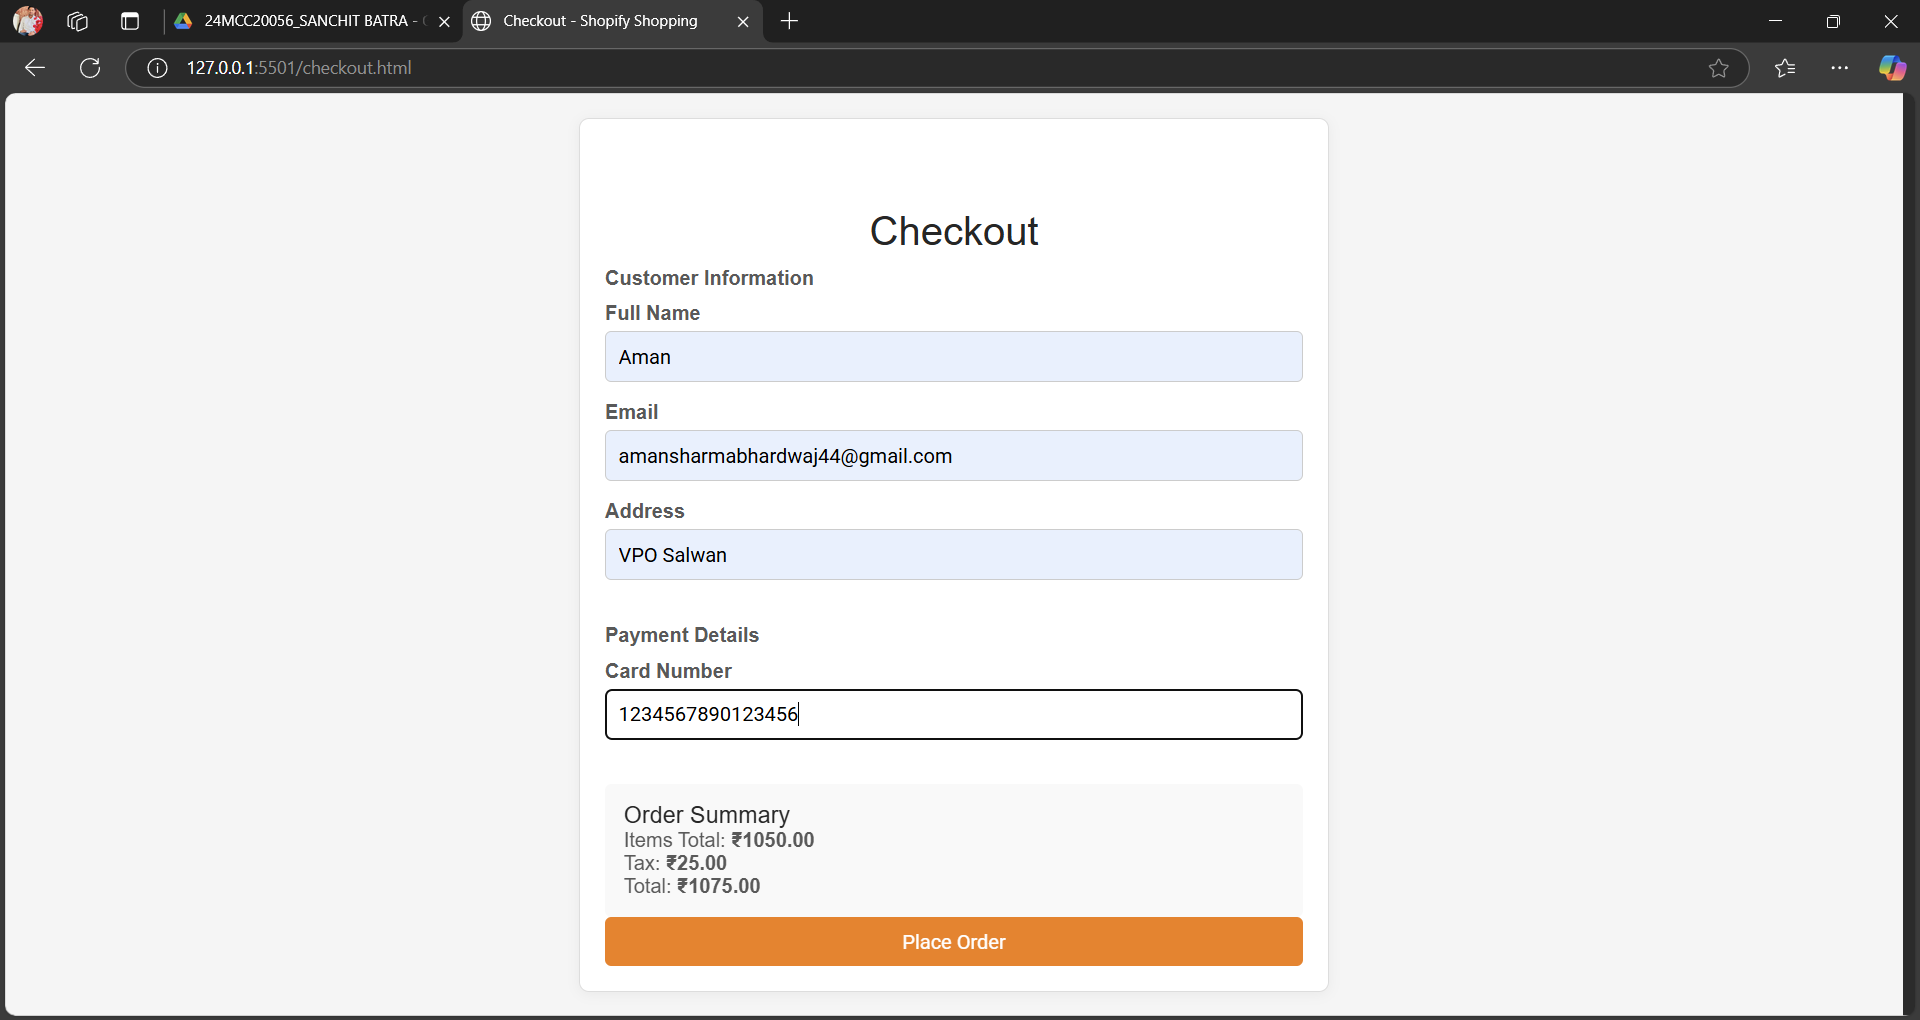 24MCC20056_SANCHIT BATRA -
Checkout - Shopify Shopping
127.0.0.1:5501/checkout.html
Checkout
Customer Information
Full Name
Aman
Email
amansharmabhardwaj44@gmail.com
Address
VPO Salwan
Payment Details
Card Number
1234567890123456
Order Summary
Items Total: ₹1050.00
Tax: ₹25.00
Total: ₹1075.00
Place Order